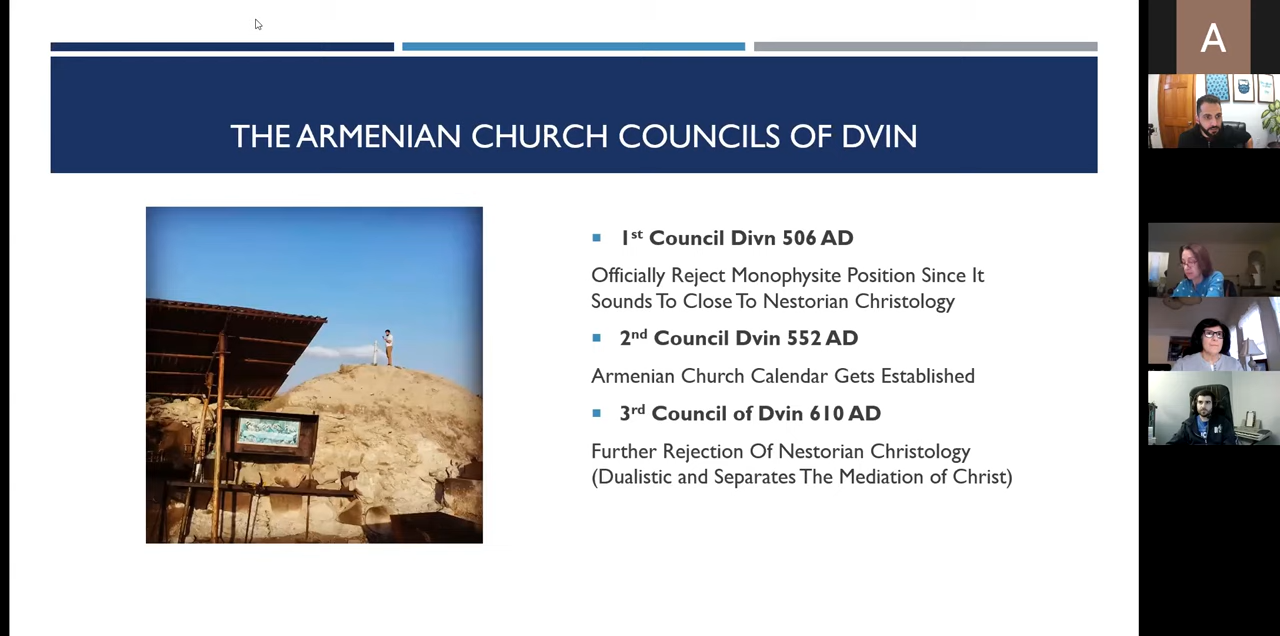 THE ARMENIAN CHURCH COUNCILS OF DVIN
1st Council Divn 506 AD
Officially Reject Monophysite Position Since It
Sounds To Close To Nestorian Christology
2nd Council Dvin 552 AD
Armenian Church Calendar Gets Established
3rd Council of Dvin 610 AD
Further Rejection Of Nestorian Christology
(Dualistic and Separates The Mediation of Christ)
A